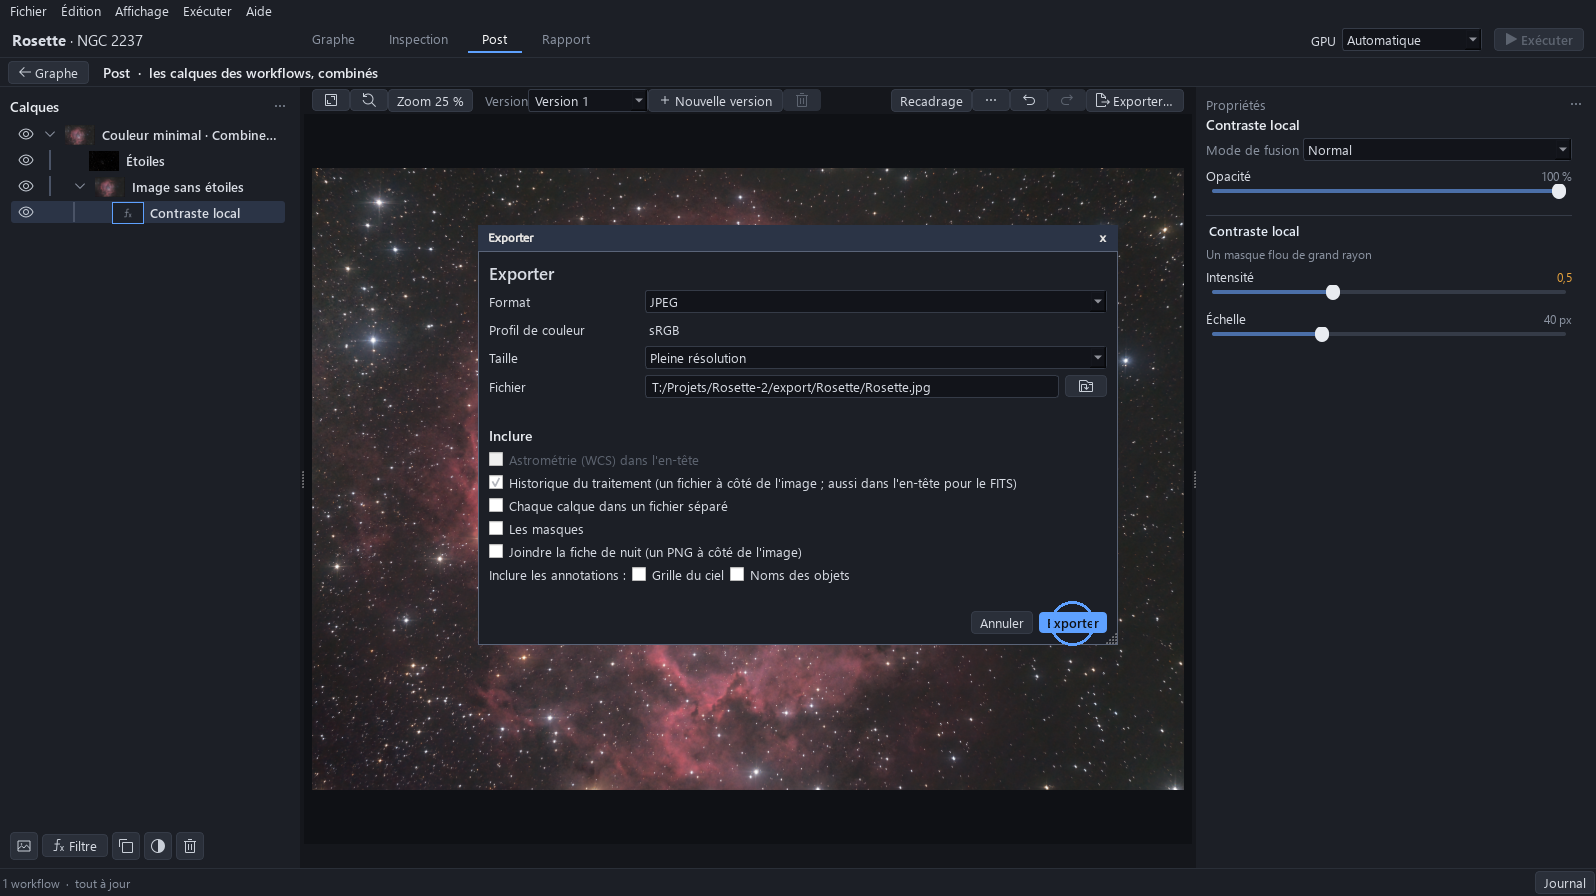 Fichier Édition Affichage Exécuter Aide
Rosette · NGC 2237
Graphe Inspection Post Rapport
GPU Automatique Exécuter
Graphe
Post · les calques des workflows, combinés
Calques
Couleur minimal · Combine...
Étoiles
Image sans étoiles
fx Contraste local
Zoom 25 % Version Version 1 + Nouvelle version
Recadrage ... Exporter...
Propriétés
Contraste local
Mode de fusion Normal
Opacité 100 %
Contraste local
Un masque flou de grand rayon
Intensité 0,5
Échelle 40 px
Exporter x
Exporter
Format JPEG
Profil de couleur sRGB
Taille Pleine résolution
Fichier T:/Projets/Rosette-2/export/Rosette/Rosette.jpg
Inclure
Astrométrie (WCS) dans l'en-tête
Historique du traitement (un fichier à côté de l'image ; aussi dans l'en-tête pour le FITS)
Chaque calque dans un fichier séparé
Les masques
Joindre la fiche de nuit (un PNG à côté de l'image)
Inclure les annotations : Grille du ciel Noms des objets
Annuler Exporter
fx Filtre
1 workflow · tout à jour
Journal